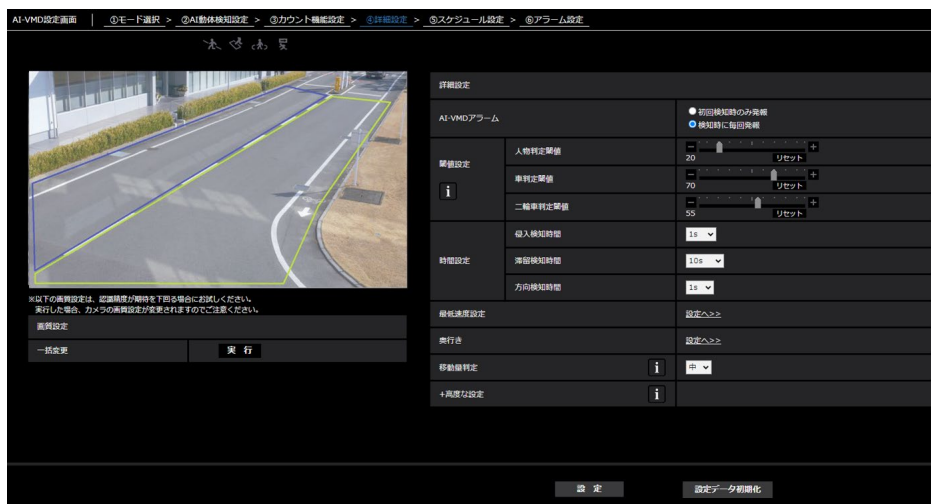 AI-VMD設定画面 ①モード選択 > ②AI動体検知設定 > ③カウント機能設定 > ④詳細設定 > ⑤スケジュール設定 > ⑥アラーム設定
※以下の画質設定は、認識精度が期待を下回る場合にお試しください。
実行した場合、カメラの画質設定が変更されますのでご注意ください。
画質設定
一括変更 実 行
詳細設定
AI-VMDアラーム
初回検知時のみ発報
検知時に毎回発報
閾値設定
i
人物判定閾値
20 リセット
車判定閾値
70 リセット
二輪車判定閾値
55 リセット
時間設定
侵入検知時間 1s
滞留検知時間 10s
方向検知時間 1s
最低速度設定 設定へ>>
奥行き 設定へ>>
移動量判定 i 中
+高度な設定 i
設 定 設定データ初期化